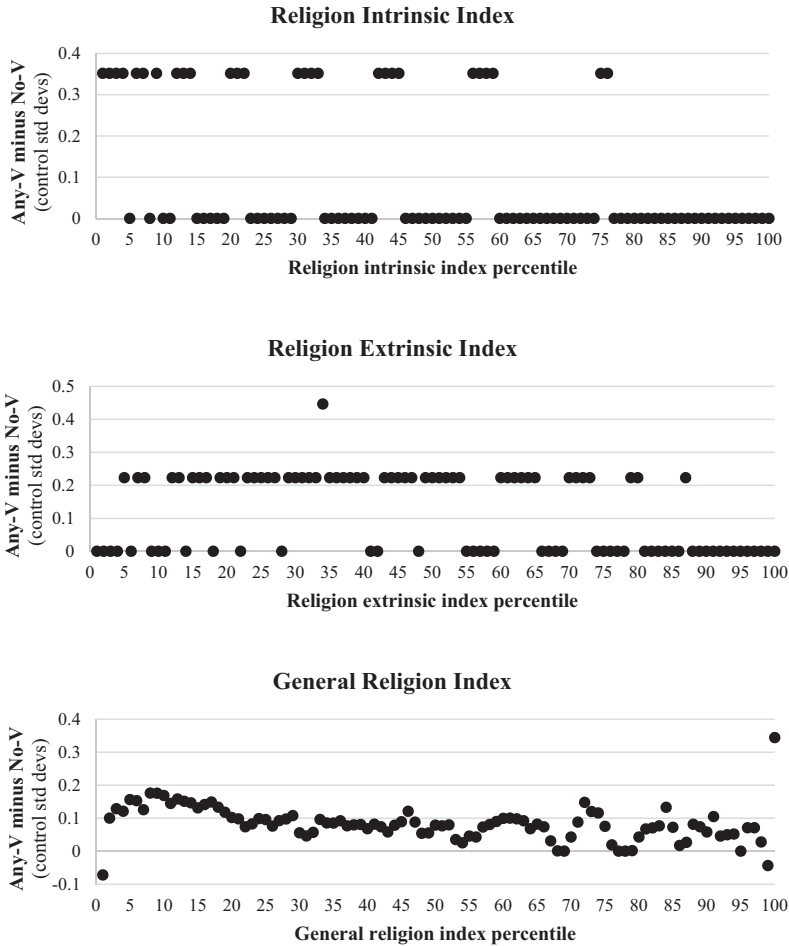 Religion Intrinsic Index
Any-V minus No-V
(control std devs)
0.4
0.3
0.2
0.1
0
0 5 10 15 20 25 30 35 40 45 50 55 60 65 70 75 80 85 90 95 100
Religion intrinsic index percentile
Religion Extrinsic Index
Any-V minus No-V
(control std devs)
0.5
0.4
0.3
0.2
0.1
0
0 5 10 15 20 25 30 35 40 45 50 55 60 65 70 75 80 85 90 95 100
Religion extrinsic index percentile
General Religion Index
Any-V minus No-V
(control std devs)
0.4
0.3
0.2
0.1
0
-0.1
0 5 10 15 20 25 30 35 40 45 50 55 60 65 70 75 80 85 90 95 100
General religion index percentile